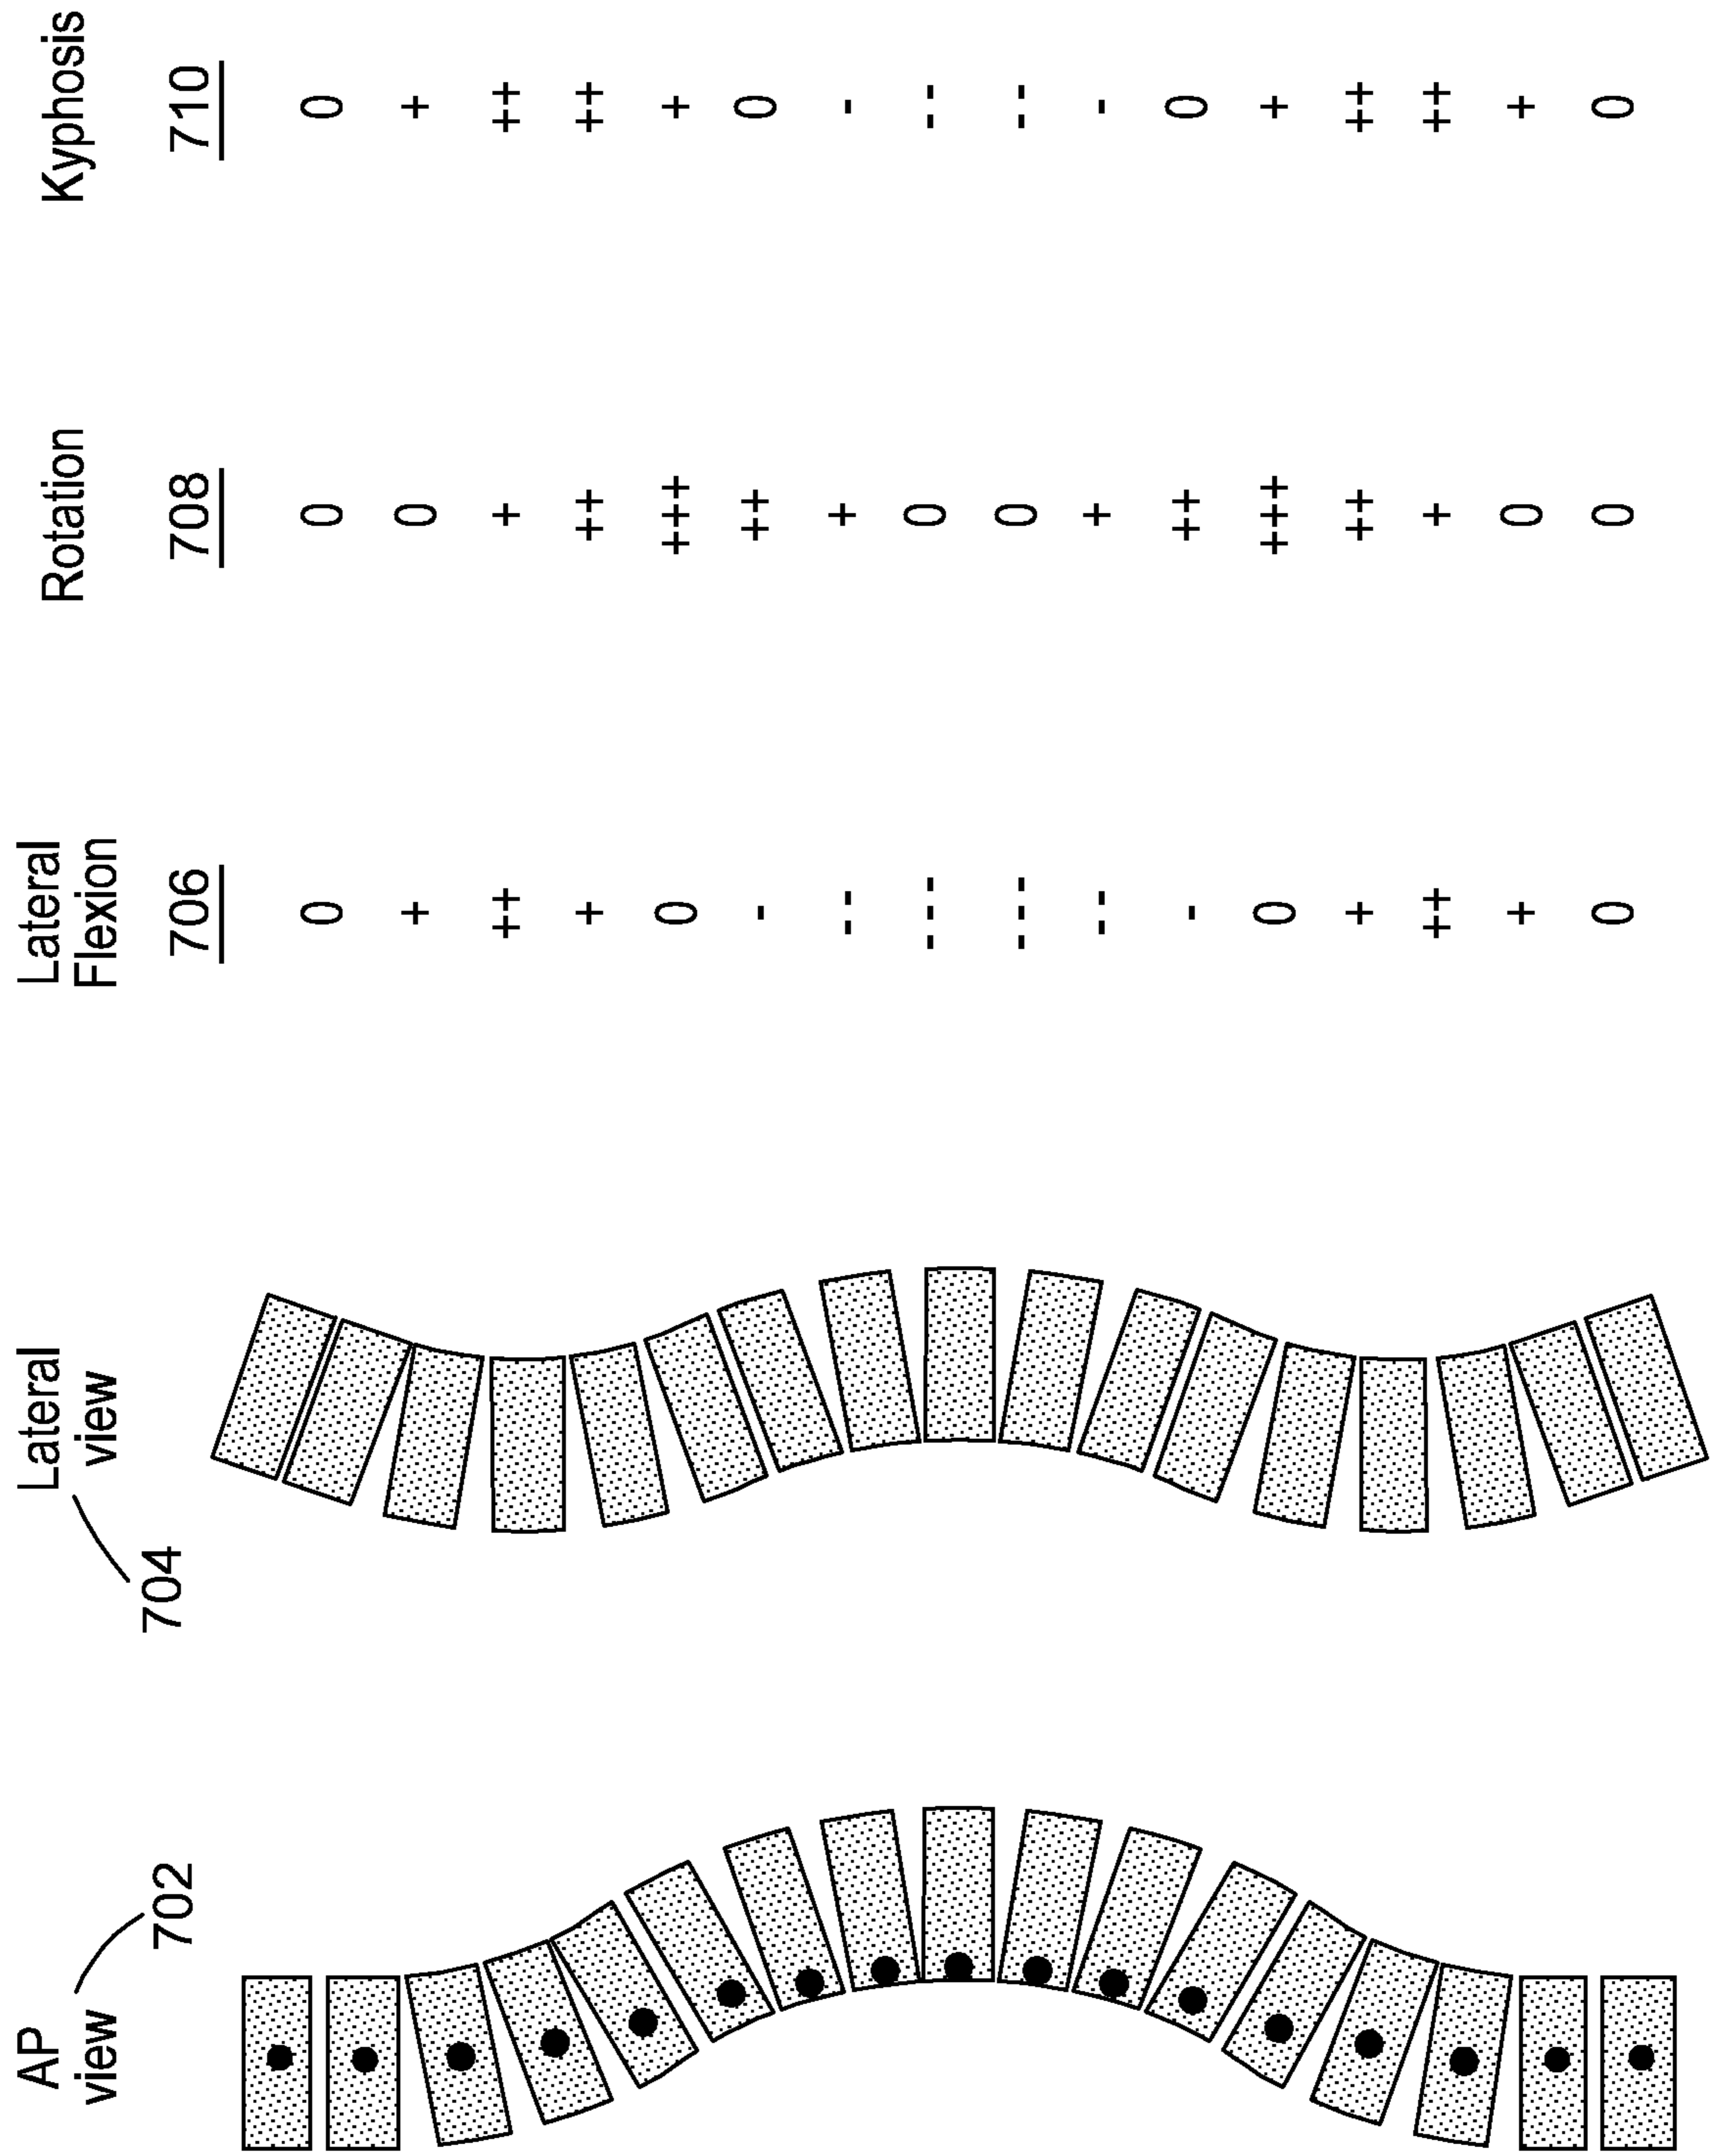 AP view
702
Lateral view
704
Lateral Flexion Rotation Kyphosis
706 708 710
0 0 0
+ 0 +
++ + ++
+ ++ ++
0 +++ +
- ++ 0
-- + -
--- 0 --
--- 0 --
-- + -
- ++ 0
0 +++ +
+ ++ ++
++ + ++
+ 0 +
0 0 0